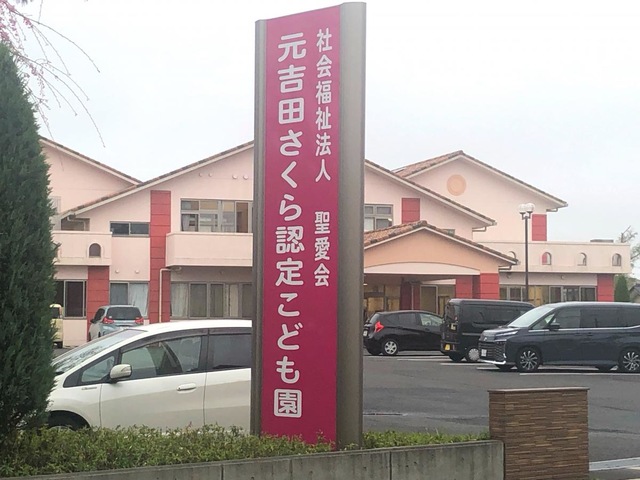 社会福祉法人 聖愛会
元吉田さくら認定こども園